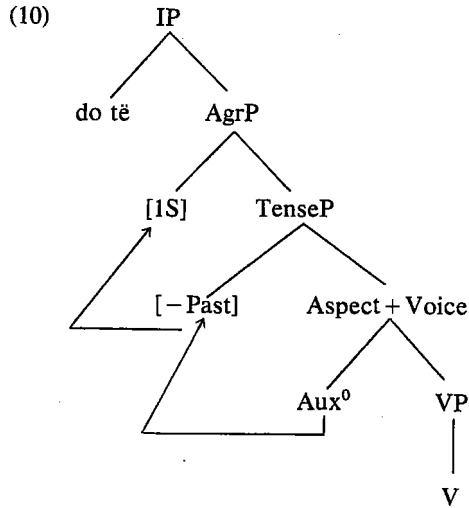 (10) IP
do të AgrP
[1S] TenseP
[−Past] Aspect + Voice
Aux⁰ VP
V